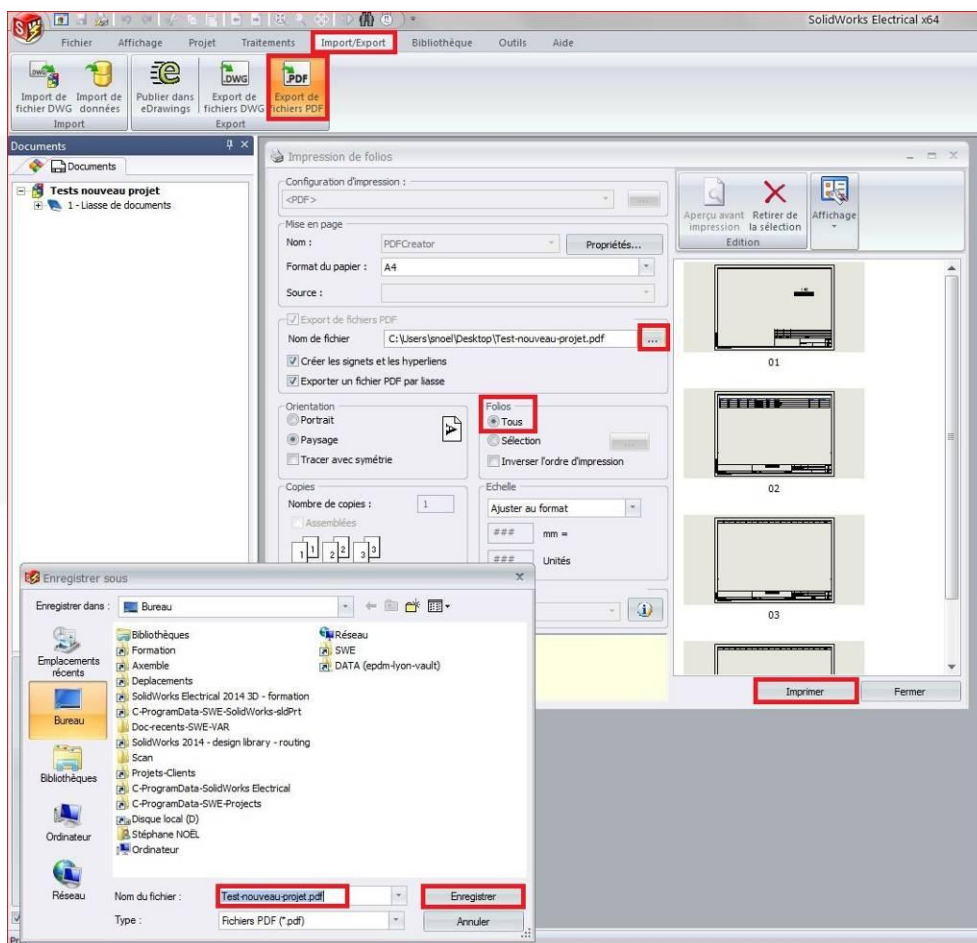 SolidWorks Electrical x64
Fichier Affichage Projet Traitements Import/Export Bibliothèque Outils Aide
Import de fichier DWG
Import de données
Publier dans eDrawings
Export de fichiers DWG
Export de fichiers PDF
Import
Export
Documents
Documents
Tests nouveau projet
1 - Liasse de documents
Impression de folios
Configuration d'impression :
<PDF>
Mise en page
Nom : PDFCreator Propriétés...
Format du papier : A4
Source :
Export de fichiers PDF
Nom de fichier C:\Users\snoel\Desktop\Test-nouveau-projet.pdf ...
Créer les signets et les hyperliens
Exporter un fichier PDF par liasse
Orientation
Portrait
Paysage
Tracer avec symétrie
Folios
Tous
Sélection
Inverser l'ordre d'impression
Copies
Nombre de copies : 1
Assemblées
1 1 2 2 3 3
Echelle
Ajuster au format
### mm =
### Unités
Aperçu avant impression
Retirer de la sélection
Affichage
Edition
01
02
03
Imprimer Fermer
Enregistrer sous
Enregistrer dans : Bureau
Emplacements récents
Bureau
Bibliothèques
Ordinateur
Réseau
Bibliothèques
Formation
Axemble
Deplacements
SolidWorks Electrical 2014 3D - formation
C-ProgramData-SWE-SolidWorks-sldPrt
Doc-recents-SWE-VAR
SolidWorks 2014 - design library - routing
Scan
Projets-Clients
C-ProgramData-SolidWorks Electrical
C-ProgramData-SWE-Projects
Disque local (D)
Stéphane NOËL
Ordinateur
Réseau
SWE
DATA (epdm-lyon-vault)
Nom du fichier : Test-nouveau-projet.pdf Enregistrer
Type : Fichiers PDF (*.pdf) Annuler